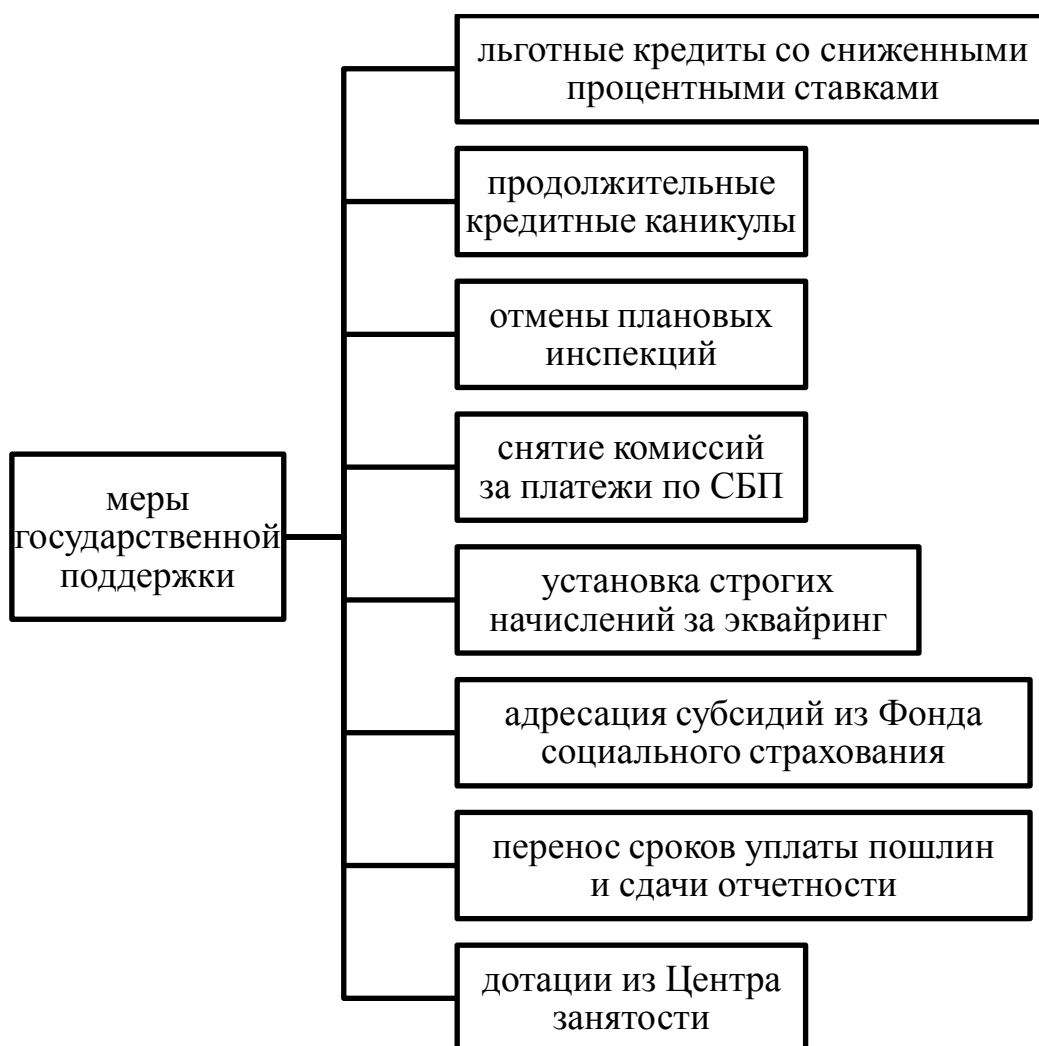 льготные кредиты со сниженными
процентными ставками
продолжительные
кредитные каникулы
отмены плановых
инспекций
снятие комиссий
за платежи по СБП
меры
государственной
поддержки
установка строгих
начислений за эквайринг
адресация субсидий из Фонда
социального страхования
перенос сроков уплаты пошлин
и сдачи отчетности
дотации из Центра
занятости